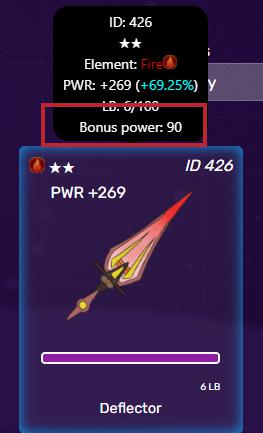 ID: 426
★★
Element: Fire
PWR: +269 (+69.25%)
LB: 6/100
Bonus power: 90
★★ ID 426
PWR +269
6 LB
Deflector